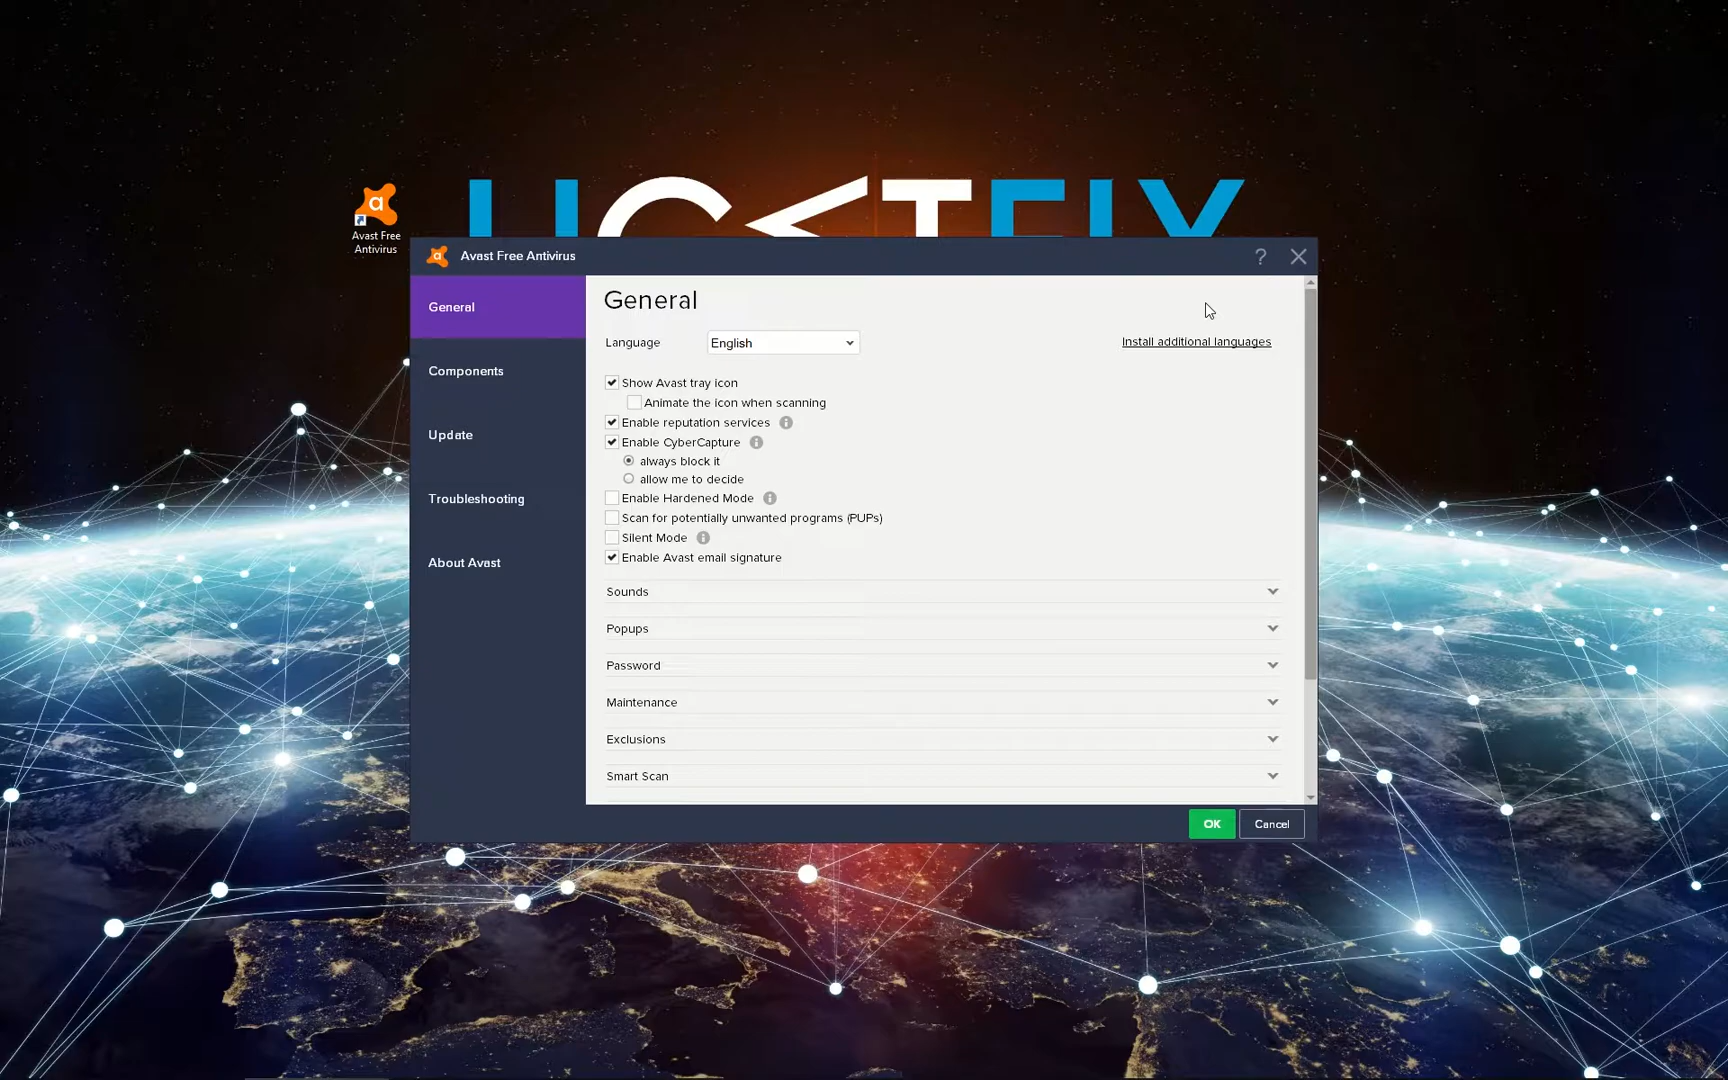 Avast Free
Antivirus
Avast Free Antivirus
?
General
Components
Update
Troubleshooting
About Avast
General
Language English Install additional languages
Show Avast tray icon
Animate the icon when scanning
Enable reputation services
Enable CyberCapture
always block it
allow me to decide
Enable Hardened Mode
Scan for potentially unwanted programs (PUPs)
Silent Mode
Enable Avast email signature
Sounds
Popups
Password
Maintenance
Exclusions
Smart Scan
OK Cancel